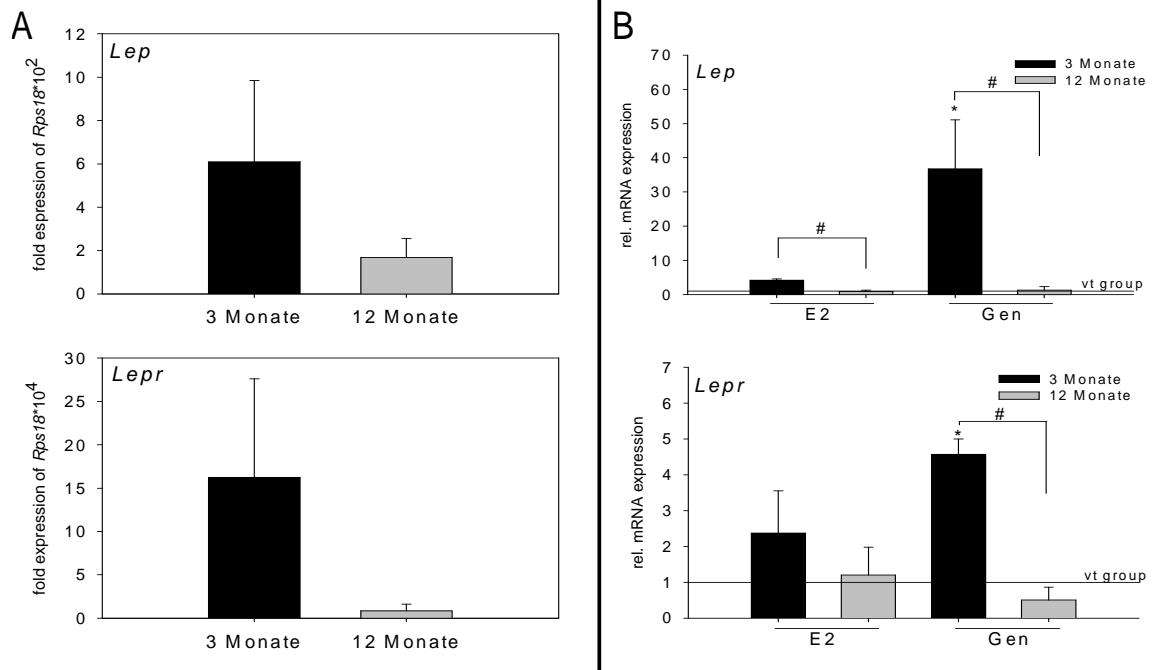 A
Lep
fold espression of Rps18*10^2
12
10
8
6
4
2
0
3 Monate 12 Monate
Lepr
fold expression of Rps18*10^4
30
25
20
15
10
5
0
3 Monate 12 Monate
B
Lep
rel. mRNA expression
70
60
50
40
30
20
10
0
3 Monate
12 Monate
#
*
#
vt group
E2 Gen
Lepr
rel. mRNA expression
7
6
5
4
3
2
1
0
3 Monate
12 Monate
#
*
vt group
E2 Gen